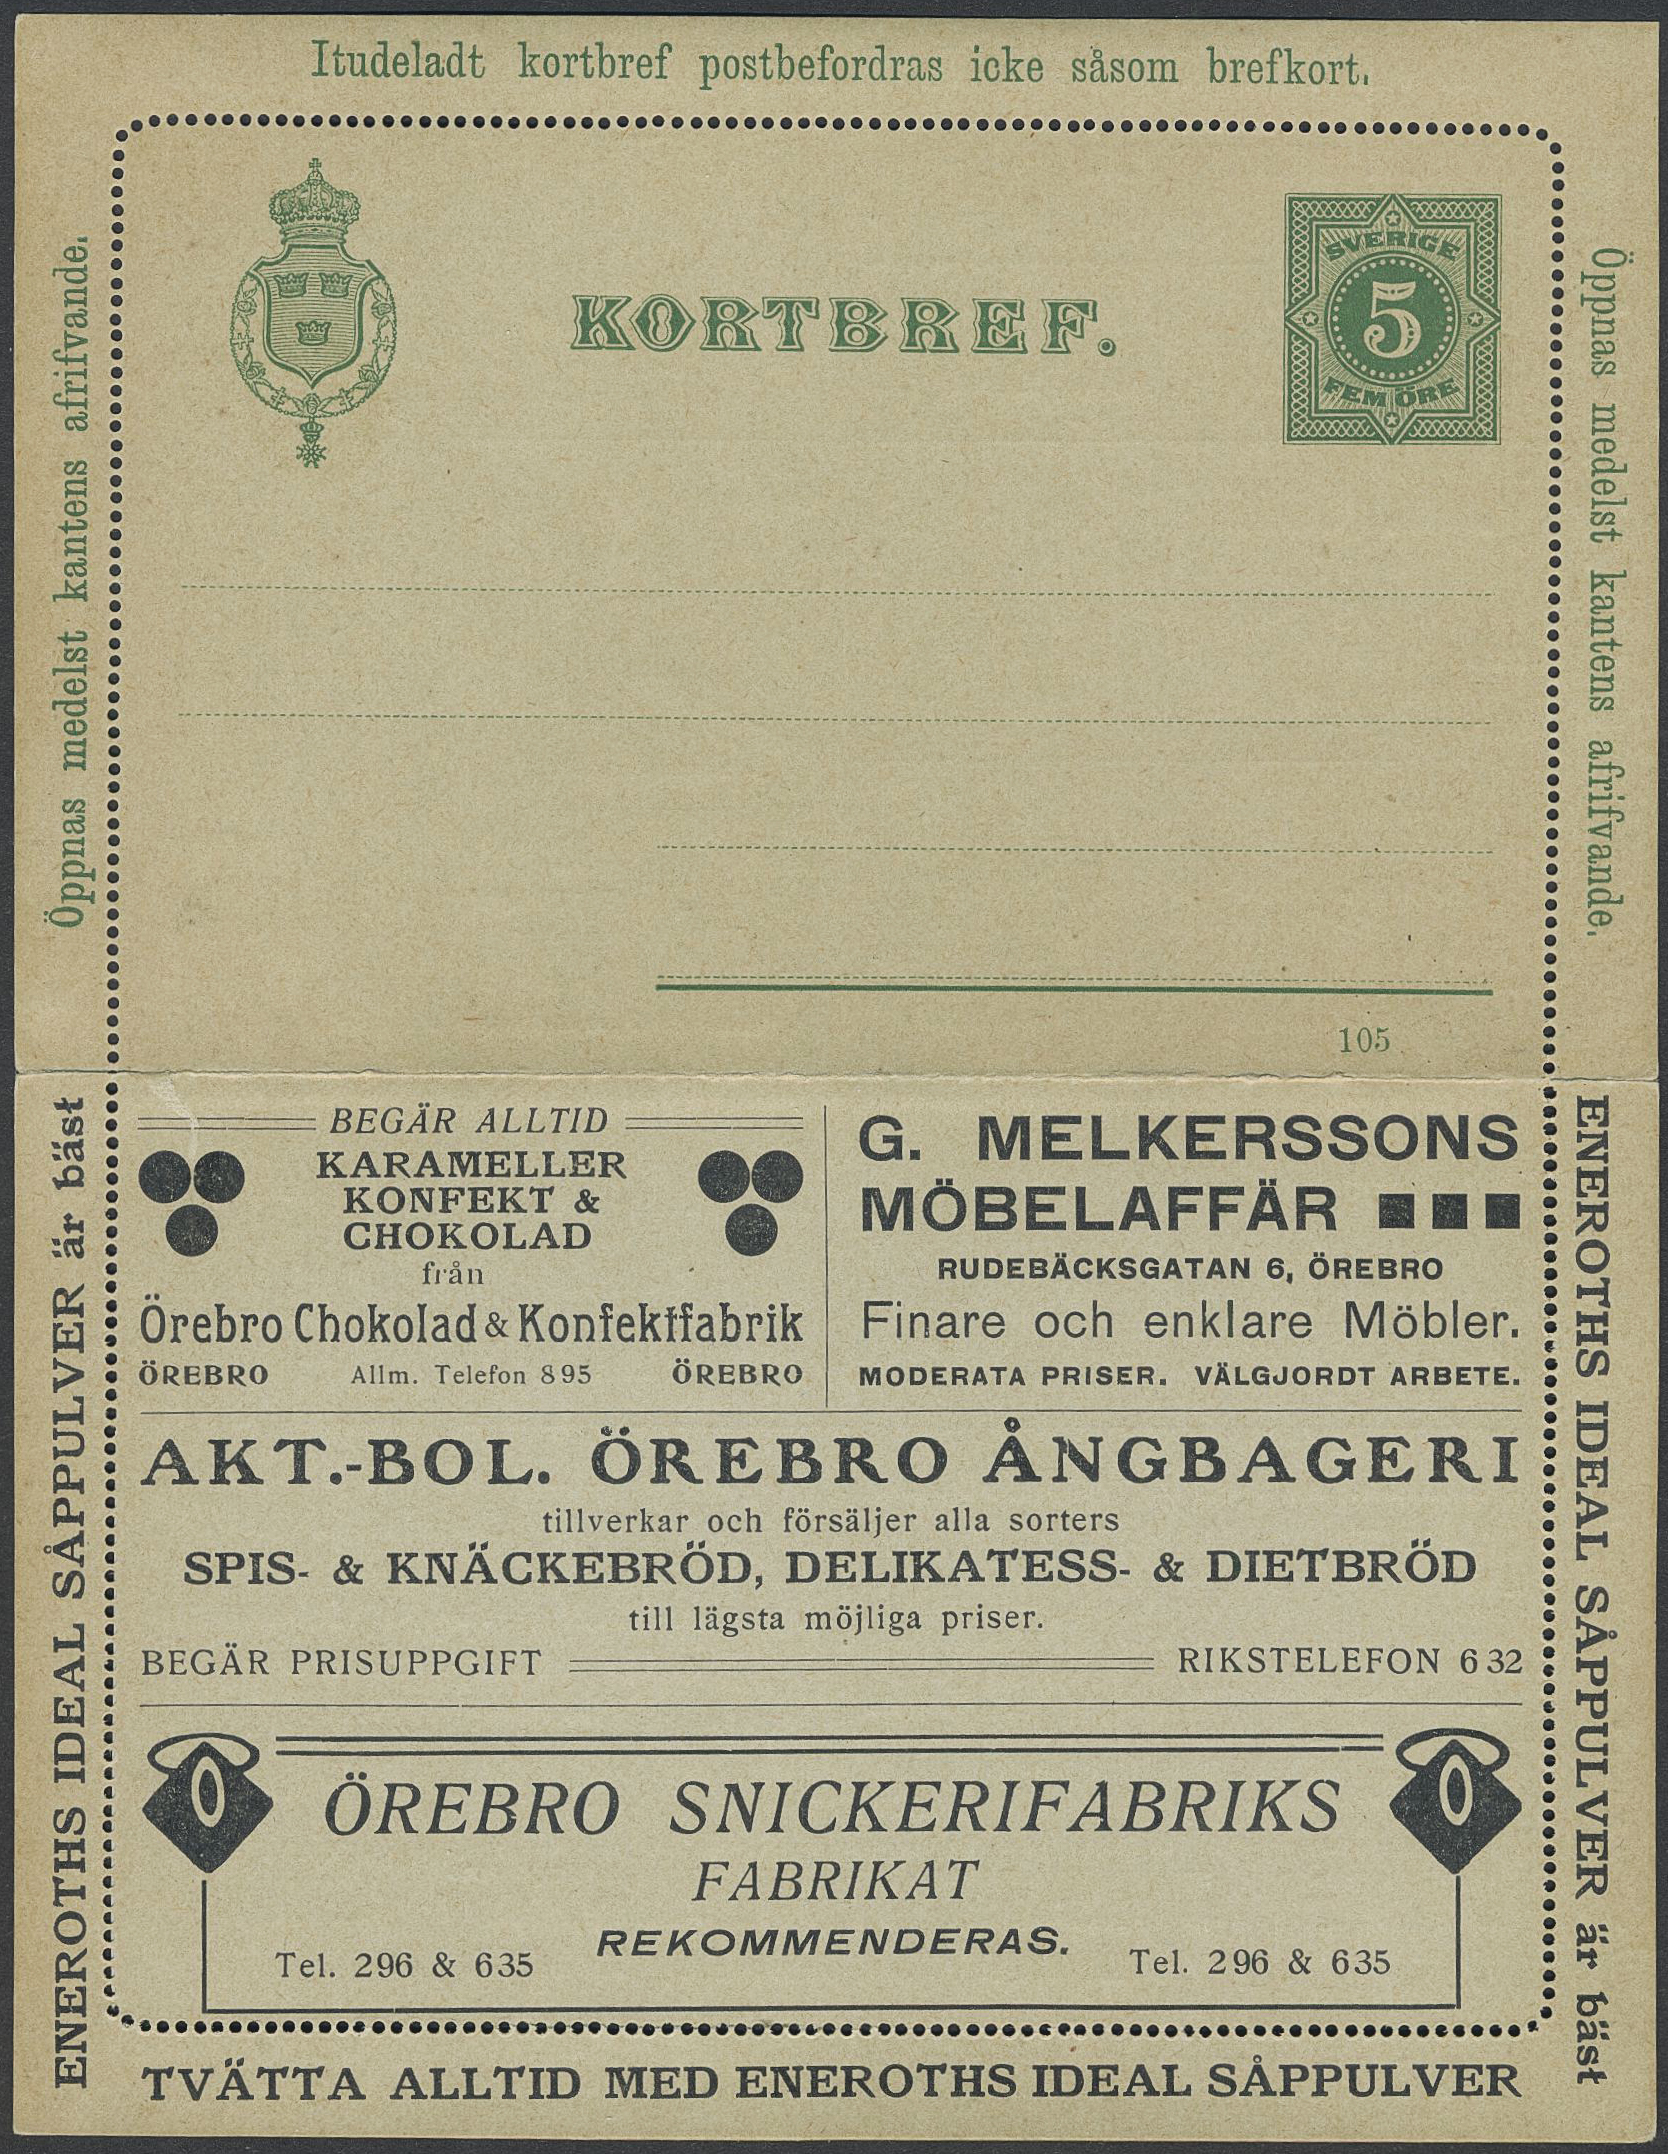 Itudeladt kortbref postbefordras icke såsom brefkort.
Öppnas medelst kantens afrifvande.
KORTBREF.
SVERIGE
5
FEM ÖRE
Öppnas medelst kantens afrifvande.
105
BEGÄR ALLTID
KARAMELLER
KONFEKT &
CHOKOLAD
från
Örebro Chokolad & Konfektfabrik
ÖREBRO Allm. Telefon 895 ÖREBRO
G. MELKERSSONS
MÖBELAFFÄR
RUDEBÄCKSGATAN 6, ÖREBRO
Finare och enklare Möbler.
MODERATA PRISER. VÄLGJORDT ARBETE.
AKT.-BOL. ÖREBRO ÅNGBAGERI
tillverkar och försäljer alla sorters
SPIS- & KNÄCKEBRÖD, DELIKATESS- & DIETBRÖD
till lägsta möjliga priser.
BEGÄR PRISUPPGIFT RIKSTELEFON 632
ÖREBRO SNICKERIFABRIKS
FABRIKAT
REKOMMENDERAS.
Tel. 296 & 635 Tel. 296 & 635
ENEROTHS IDEAL SÅPPULVER är bäst
ENEROTHS IDEAL SÅPPULVER är bäst
TVÄTTA ALLTID MED ENEROTHS IDEAL SÅPPULVER